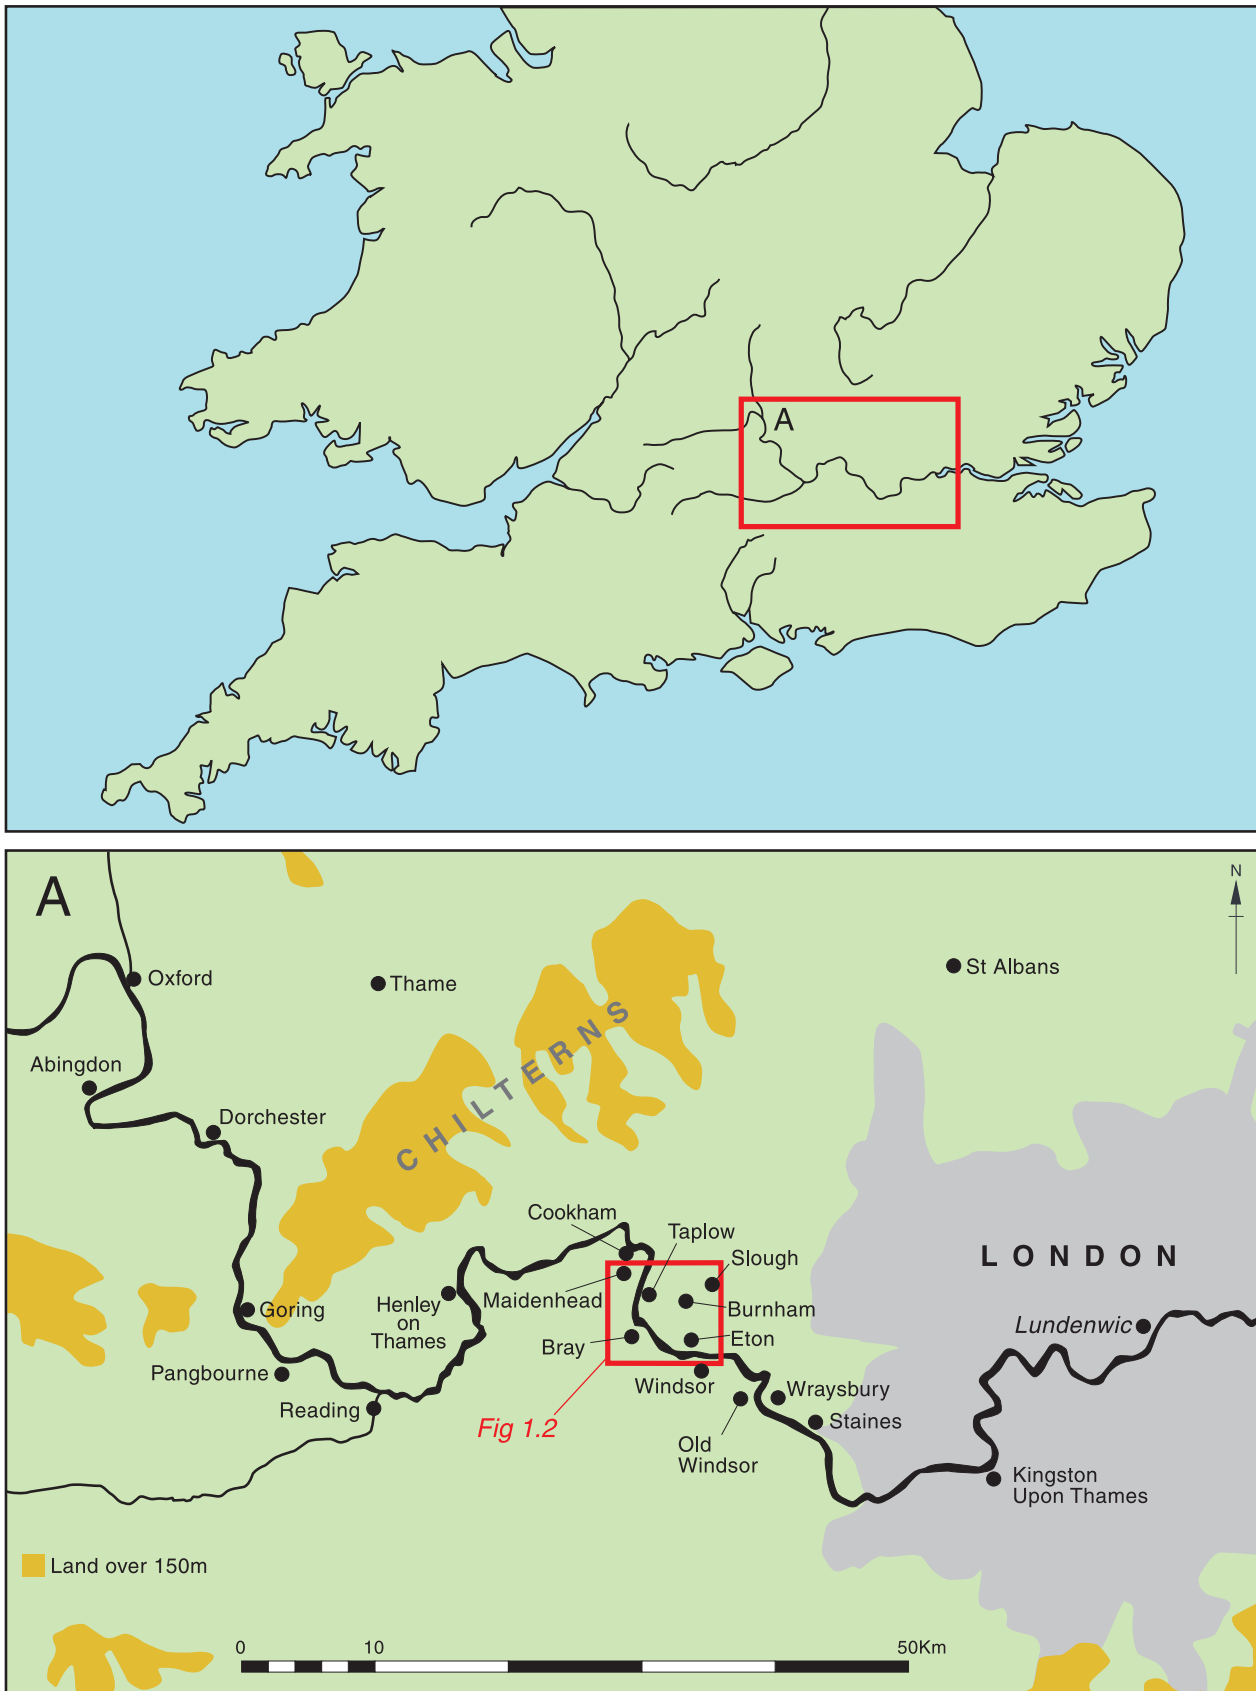 A
A
N
Oxford
Thame
St Albans
Abingdon
Dorchester
CHILTERNS
Cookham
Taplow
Slough
LONDON
Maidenhead
Henley
on
Thames
Burnham
Goring
Lundenwic
Bray
Eton
Pangbourne
Windsor
Wraysbury
Reading
Staines
Fig 1.2
Old
Windsor
Kingston
Upon Thames
Land over 150m
0 10 50Km